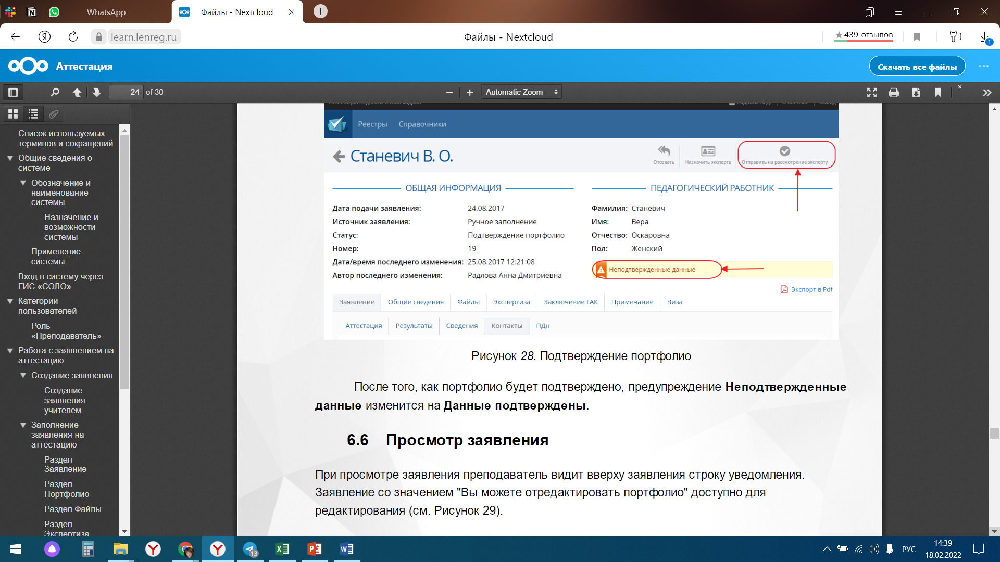 WhatsApp
Файлы - Nextcloud
learn.lenreg.ru
Файлы - Nextcloud
★439 отзывов
1
Аттестация
Скачать все файлы
24 of 30
Automatic Zoom
Список используемых
терминов и сокращений
Общие сведения о
системе
Обозначение и
наименование
системы
Назначение и
возможности
системы
Применение
системы
Вход в систему через
ГИС «СОЛО»
Категории
пользователей
Роль
«Преподаватель»
Работа с заявлением на
аттестацию
Создание заявления
Создание
заявления
учителем
Заполнение
заявления на
аттестацию
Раздел
Заявление
Раздел
Портфолио
Раздел Файлы
Раздел
Экспертиза
Реестры Справочники
Станевич В. О.
Отозвать
Назначить эксперта
Отправить на рассмотрение эксперту
ОБЩАЯ ИНФОРМАЦИЯ
Дата подачи заявления: 24.08.2017
Источник заявления: Ручное заполнение
Статус: Подтверждение портфолио
Номер: 19
Дата/время последнего изменения: 25.08.2017 12:21:08
Автор последнего изменения: Радлова Анна Дмитриевна
ПЕДАГОГИЧЕСКИЙ РАБОТНИК
Фамилия: Станевич
Имя: Вера
Отчество: Оскаровна
Пол: Женский
Неподтвержденные данные
Экспорт в Pdf
Заявление Общие сведения Файлы Экспертиза Заключение ГАК Примечание Виза
Аттестация Результаты Сведения Контакты ПДн
Рисунок 28. Подтверждение портфолио
После того, как портфолио будет подтверждено, предупреждение Неподтвержденные
данные изменится на Данные подтверждены.
6.6 Просмотр заявления
При просмотре заявления преподаватель видит вверху заявления строку уведомления.
Заявление со значением "Вы можете отредактировать портфолио" доступно для
редактирования (см. Рисунок 29).
13
РУС
14:39
18.02.2022